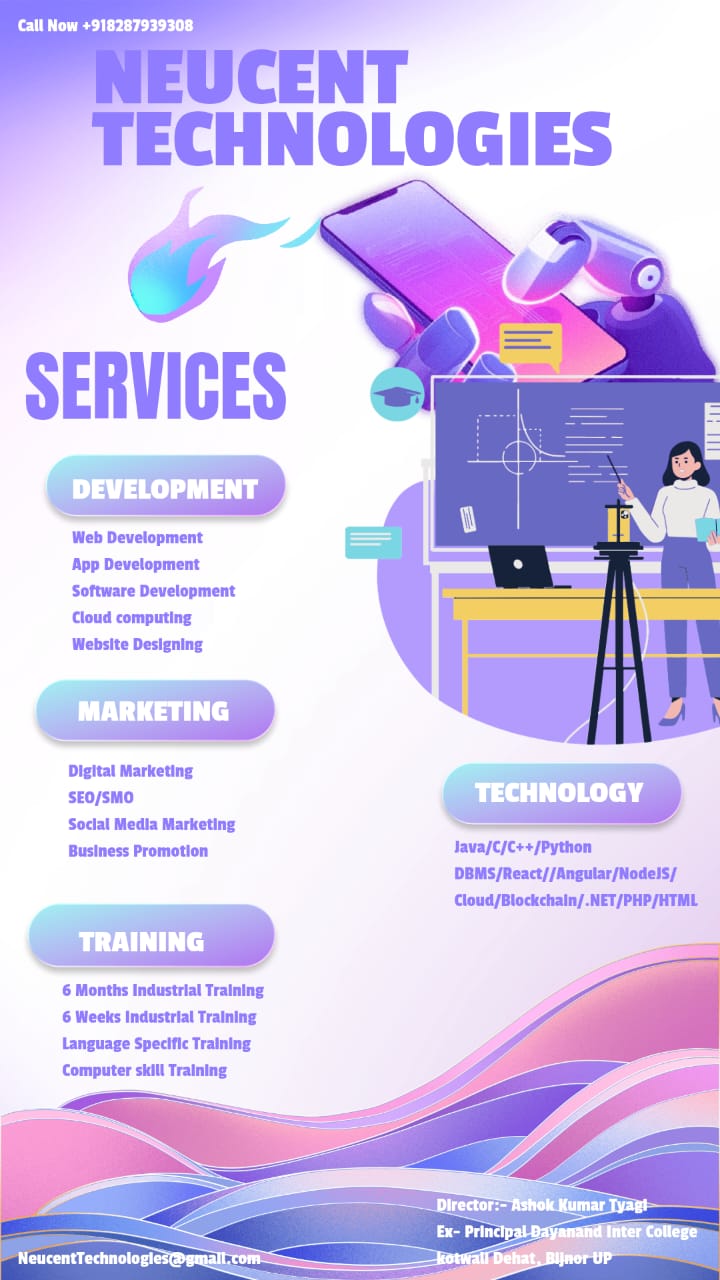 Call Now +918287939308
NEUCENT
TECHNOLOGIES
SERVICES
DEVELOPMENT
Web Development
App Development
Software Development
Cloud computing
Website Designing
MARKETING
Digital Marketing
SEO/SMO
Social Media Marketing
Business Promotion
TECHNOLOGY
Java/C/C++/Python
DBMS/React//Angular/NodeJS/
Cloud/Blockchain/.NET/PHP/HTML
TRAINING
6 Months Industrial Training
6 Weeks Industrial Training
Language Specific Training
Computer skill Training
Director:- Ashok Kumar Tyagi
Ex- Principal Dayanand Inter College
kotwali Dehat, Bijnor UP
NeucentTechnologies@gmail.com